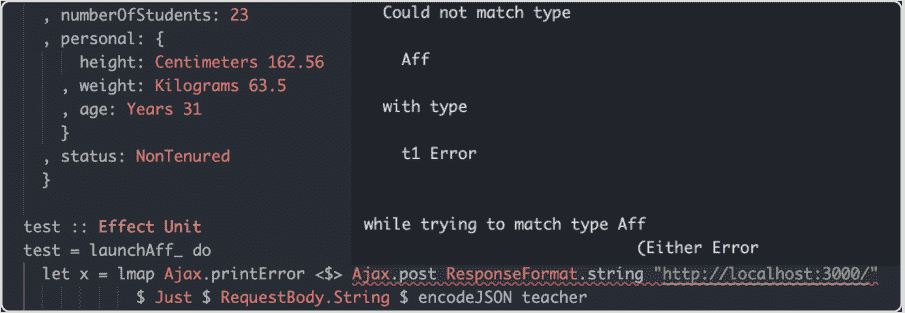 , numberOfStudents: 23
, personal: {
height: Centimeters 162.56
, weight: Kilograms 63.5
, age: Years 31
}
, status: NonTenured
}
test :: Effect Unit
test = launchAff_ do
let x = lmap Ajax.printError <$> Ajax.post ResponseFormat.string "http://localhost:3000/"
$ Just $ RequestBody.String $ encodeJSON teacher
Could not match type
Aff
with type
t1 Error
while trying to match type Aff
(Either Error